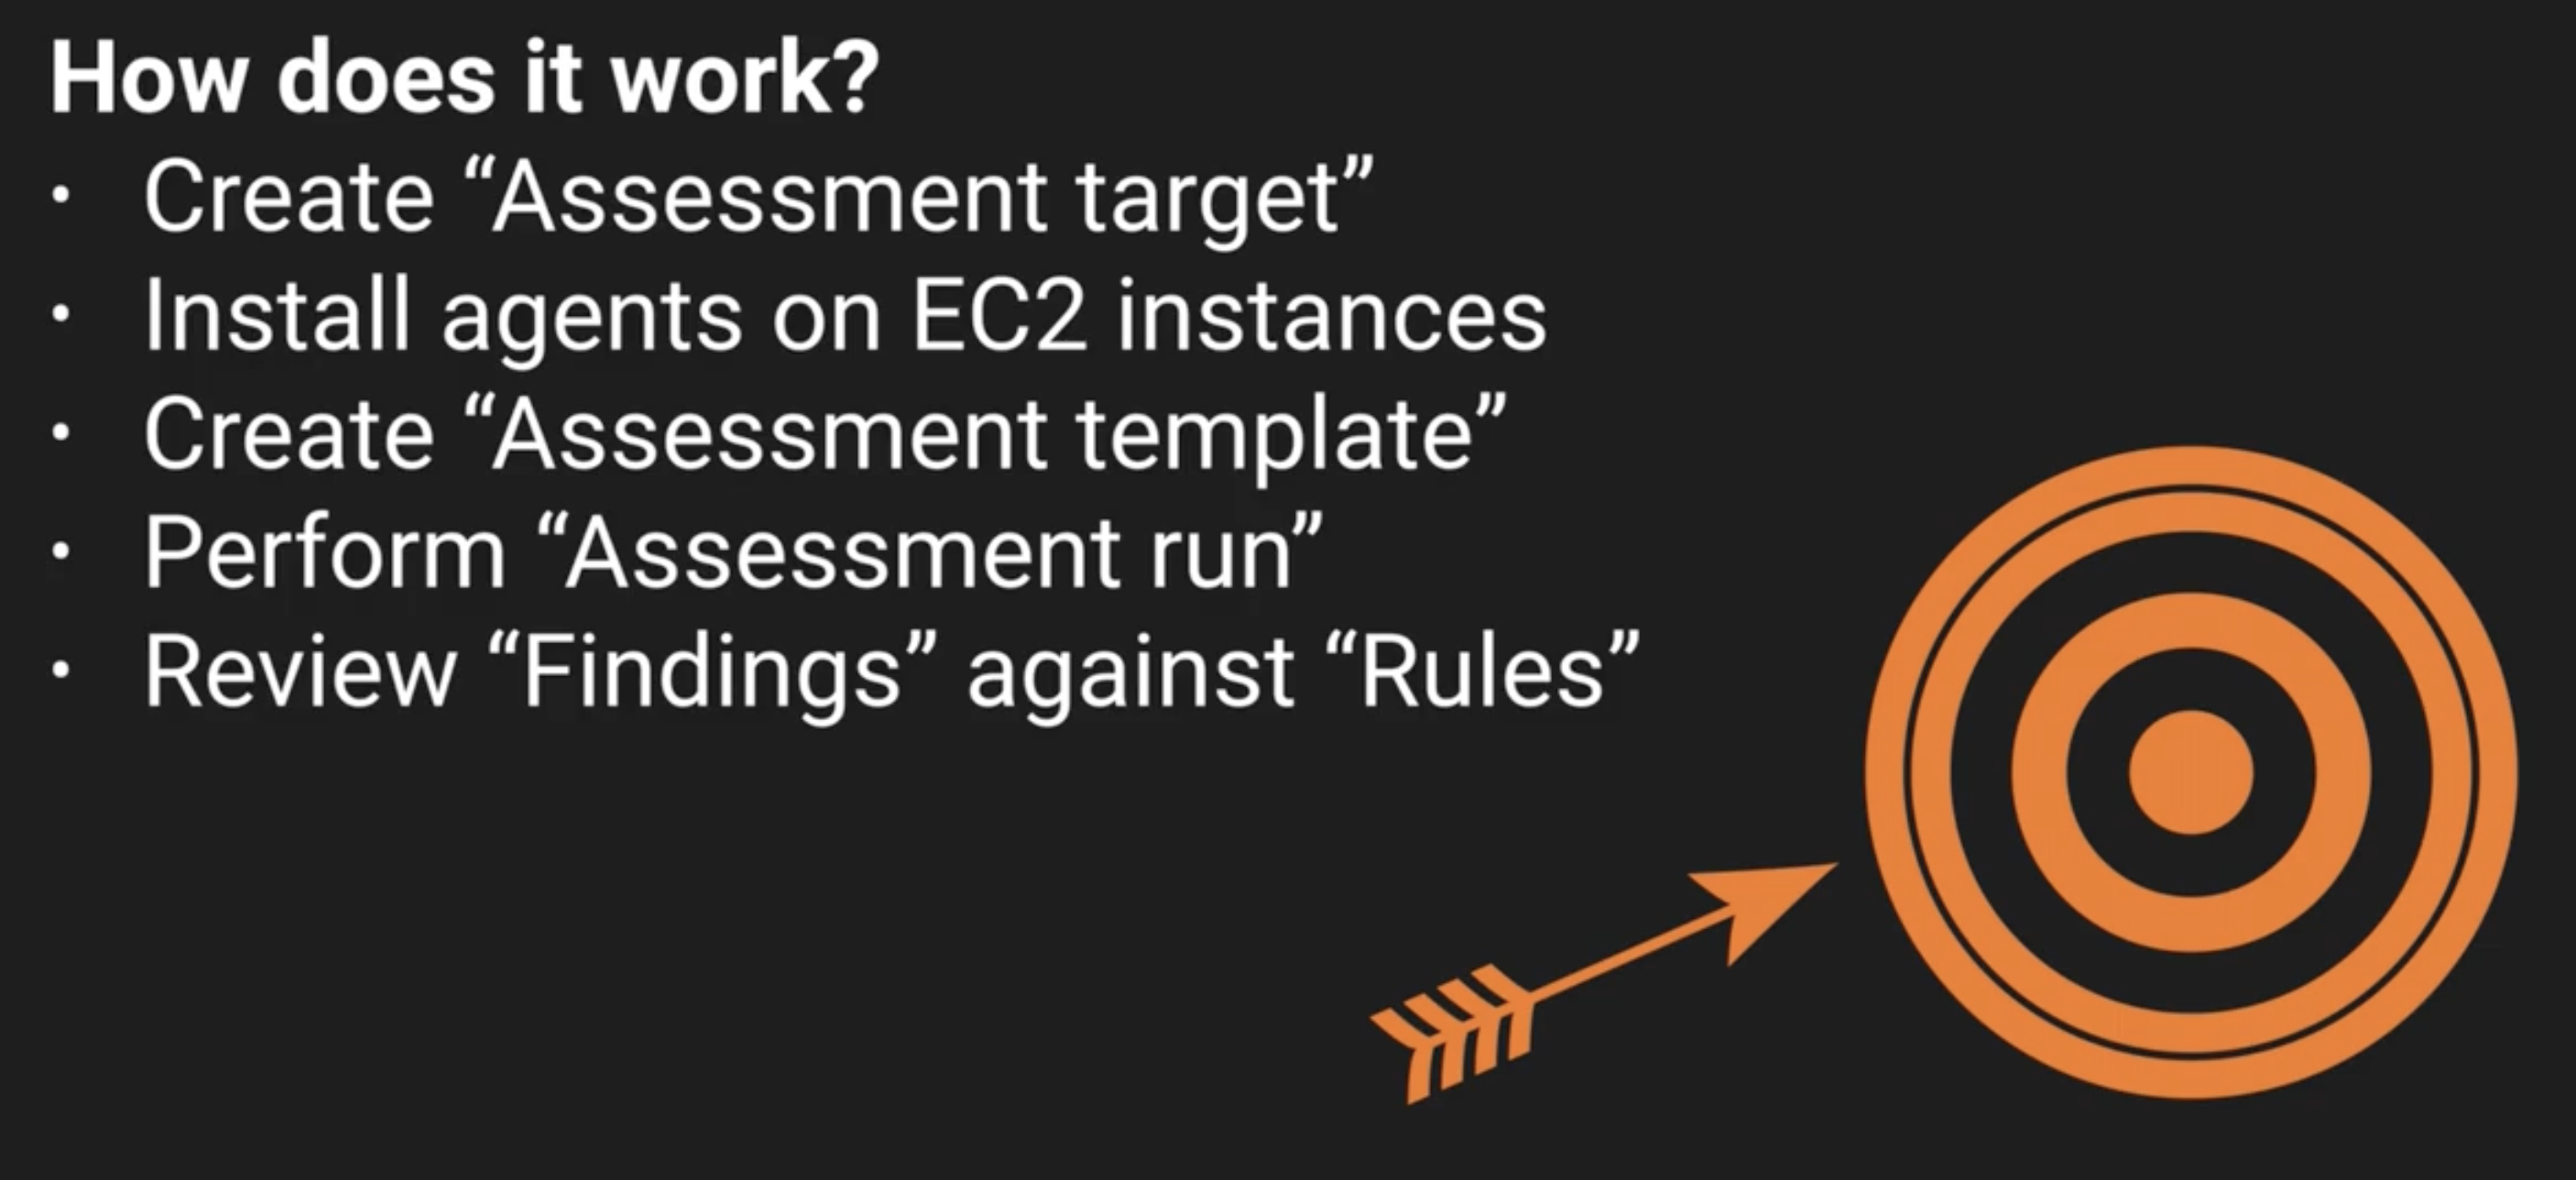 How does it work?
• Create “Assessment target”
• Install agents on EC2 instances
• Create “Assessment template”
• Perform “Assessment run”
• Review “Findings” against “Rules”